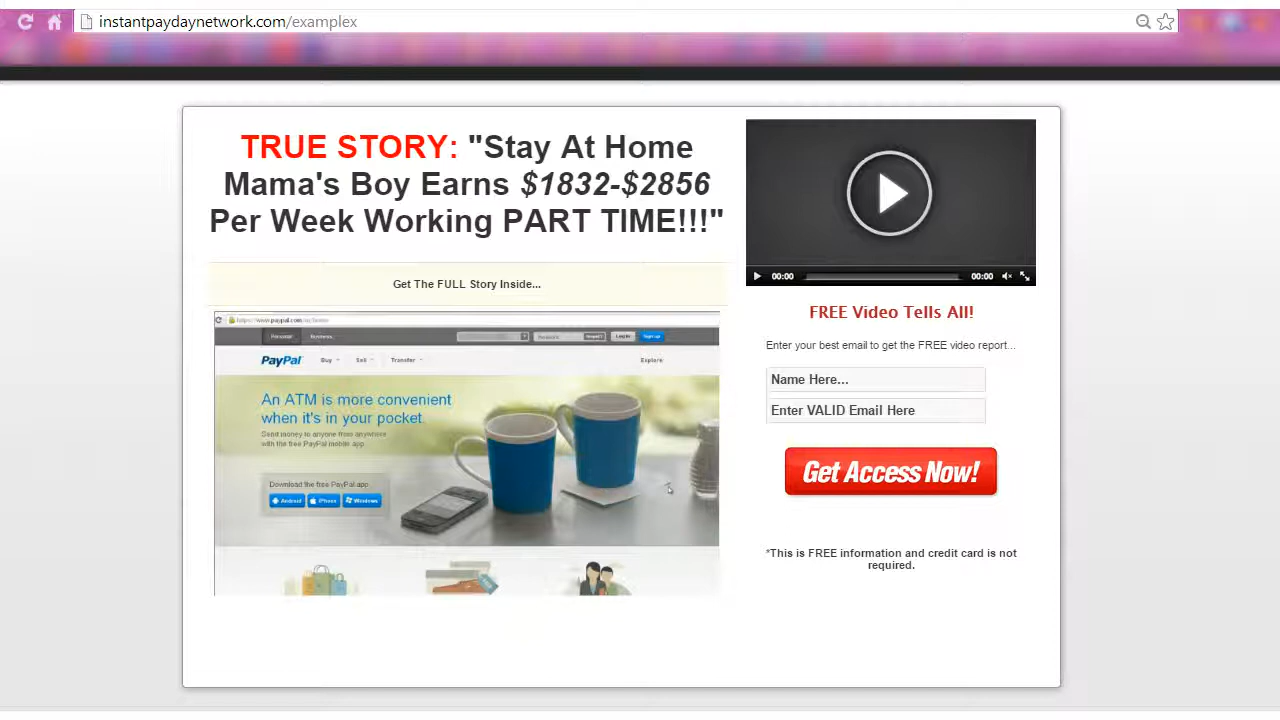 instantpaydaynetwork.com/examplex
TRUE STORY: "Stay At Home
Mama's Boy Earns $1832-$2856
Per Week Working PART TIME!!!"
Get The FULL Story Inside...
Personal Business
Log In Sign up
PayPal Buy Sell Transfer Explore
An ATM is more convenient
when it's in your pocket.
Send money to anyone from anywhere
with the free PayPal mobile app
Download the free PayPal app
Android iPhone Windows
00:00 00:00
FREE Video Tells All!
Enter your best email to get the FREE video report...
Name Here...
Enter VALID Email Here
Get Access Now!
*This is FREE information and credit card is not
required.